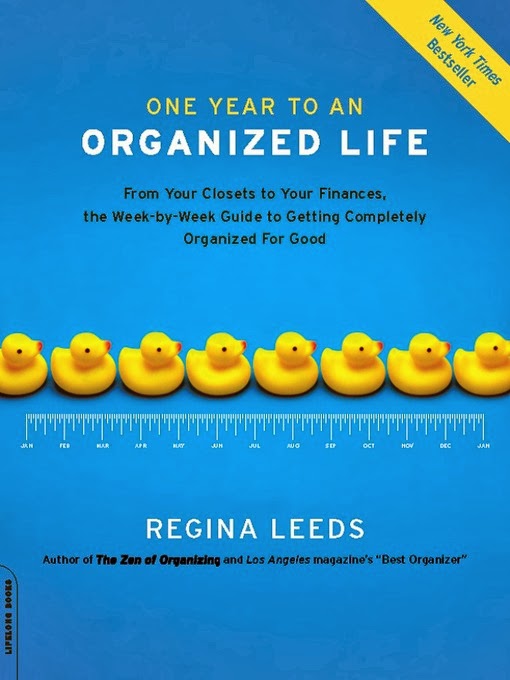 New York Times
Bestseller
ONE YEAR TO AN
ORGANIZED LIFE
From Your Closets to Your Finances,
the Week-by-Week Guide to Getting Completely
Organized For Good
JAN FEB MAR APR MAY JUN JUL AUG SEP OCT NOV DEC JAN
REGINA LEEDS
Author of The Zen of Organizing and Los Angeles magazine's "Best Organizer"
LIFELONG BOOKS